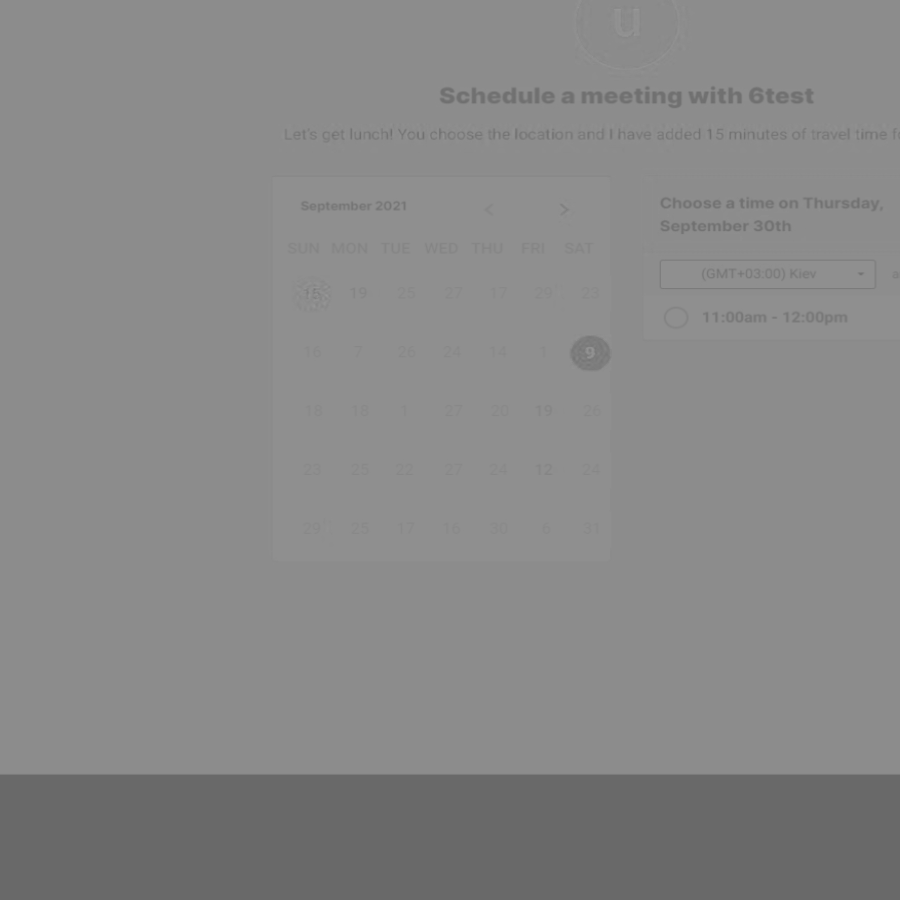 u
Schedule a meeting with 6test
Let's get lunch! You choose the location and I have added 15 minutes of travel time
September 2021 < >
SUN MON TUE WED THU FRI SAT
15 19 25 27 17 29 23
16 7 26 24 14 1 9
18 18 1 27 20 19 26
23 25 22 27 24 12 24
29 25 17 16 30 6 31
Choose a time on Thursday,
September 30th
(GMT+03:00) Kiev
11:00am - 12:00pm